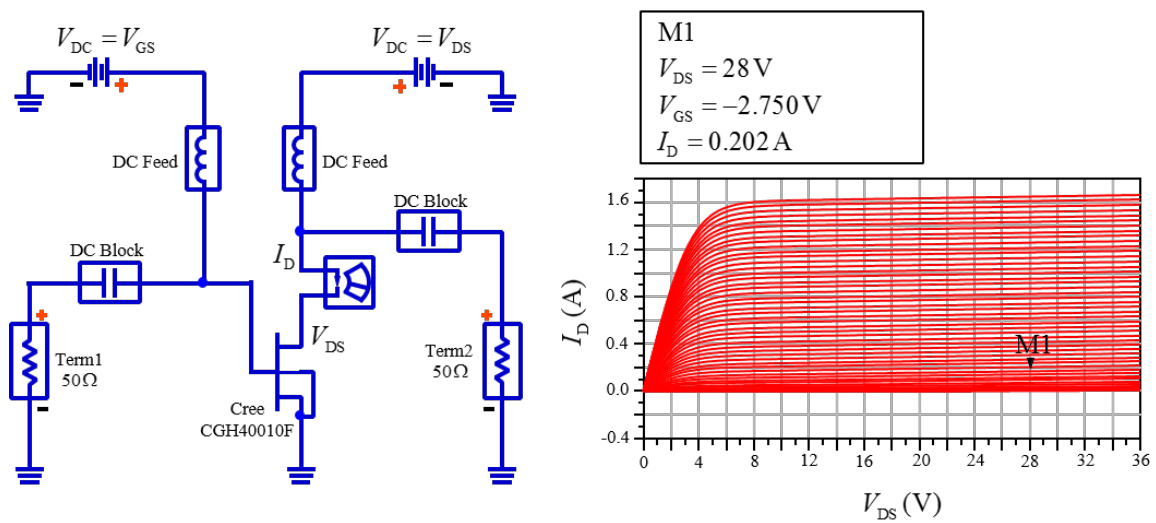 V_DC = V_GS
V_DC = V_DS
- +
+ -
DC Feed
DC Feed
DC Block
DC Block
I_D
V_DS
+
Term1
50Ω
-
+
Term2
50Ω
-
Cree
CGH40010F
M1
V_DS = 28 V
V_GS = −2.750 V
I_D = 0.202 A
I_D (A)
1.6
1.2
0.8
0.4
0.0
-0.4
M1
0 4 8 12 16 20 24 28 32 36
V_DS (V)